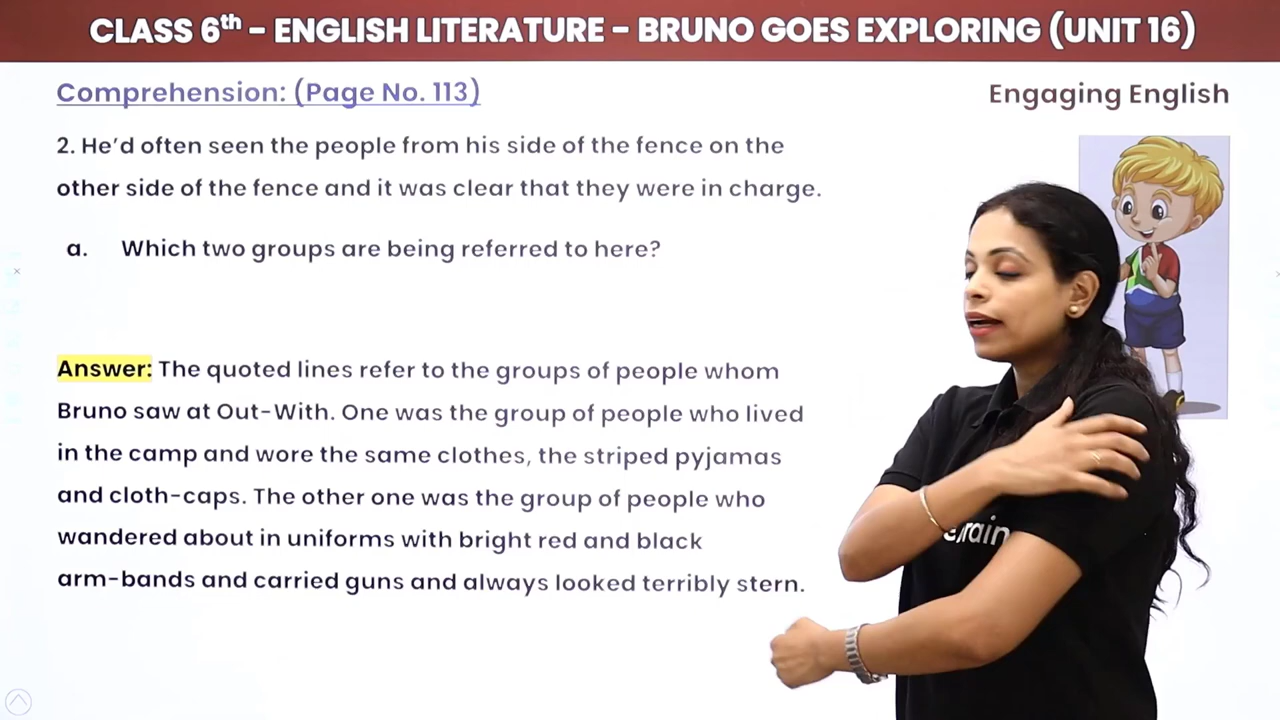 CLASS 6th – ENGLISH LITERATURE – BRUNO GOES EXPLORING (UNIT 16)
Comprehension: (Page No. 113)
Engaging English
2. He’d often seen the people from his side of the fence on the
other side of the fence and it was clear that they were in charge.
a. Which two groups are being referred to here?
Answer: The quoted lines refer to the groups of people whom
Bruno saw at Out-With. One was the group of people who lived
in the camp and wore the same clothes, the striped pyjamas
and cloth-caps. The other one was the group of people who
wandered about in uniforms with bright red and black
arm-bands and carried guns and always looked terribly stern.